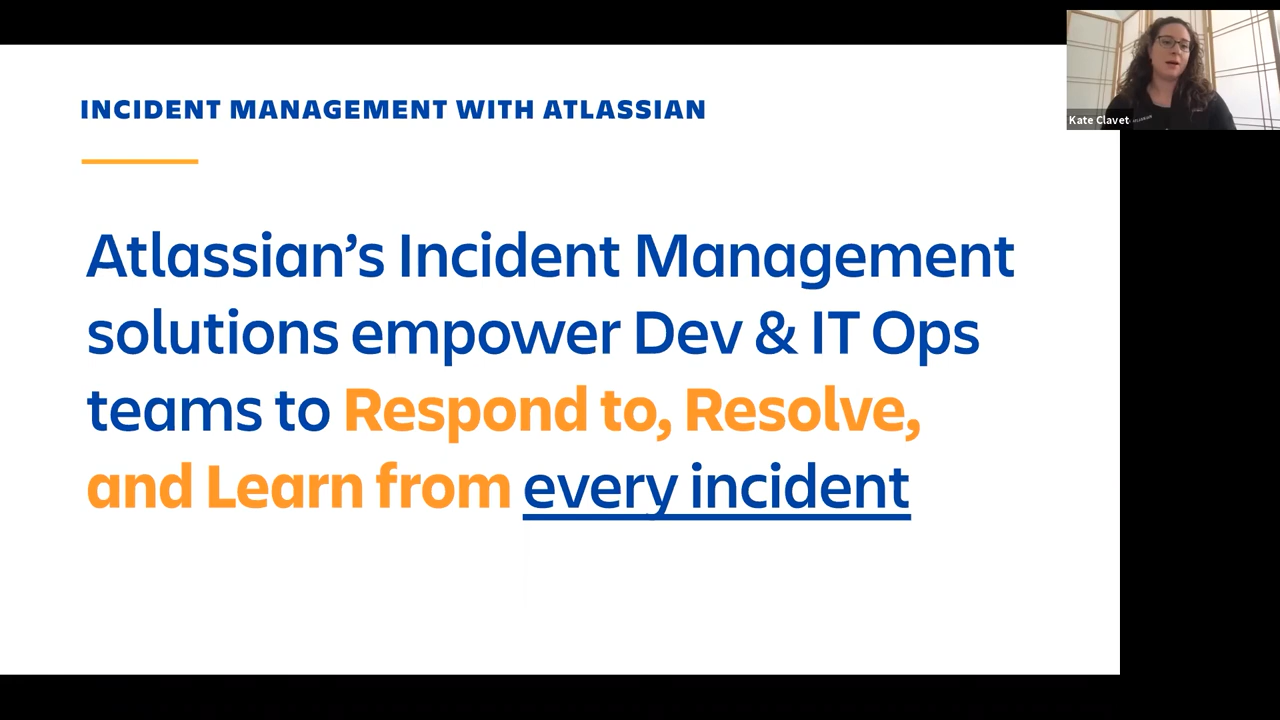 INCIDENT MANAGEMENT WITH ATLASSIAN
Atlassian’s Incident Management
solutions empower Dev & IT Ops
teams to Respond to, Resolve,
and Learn from every incident
Kate Clavet